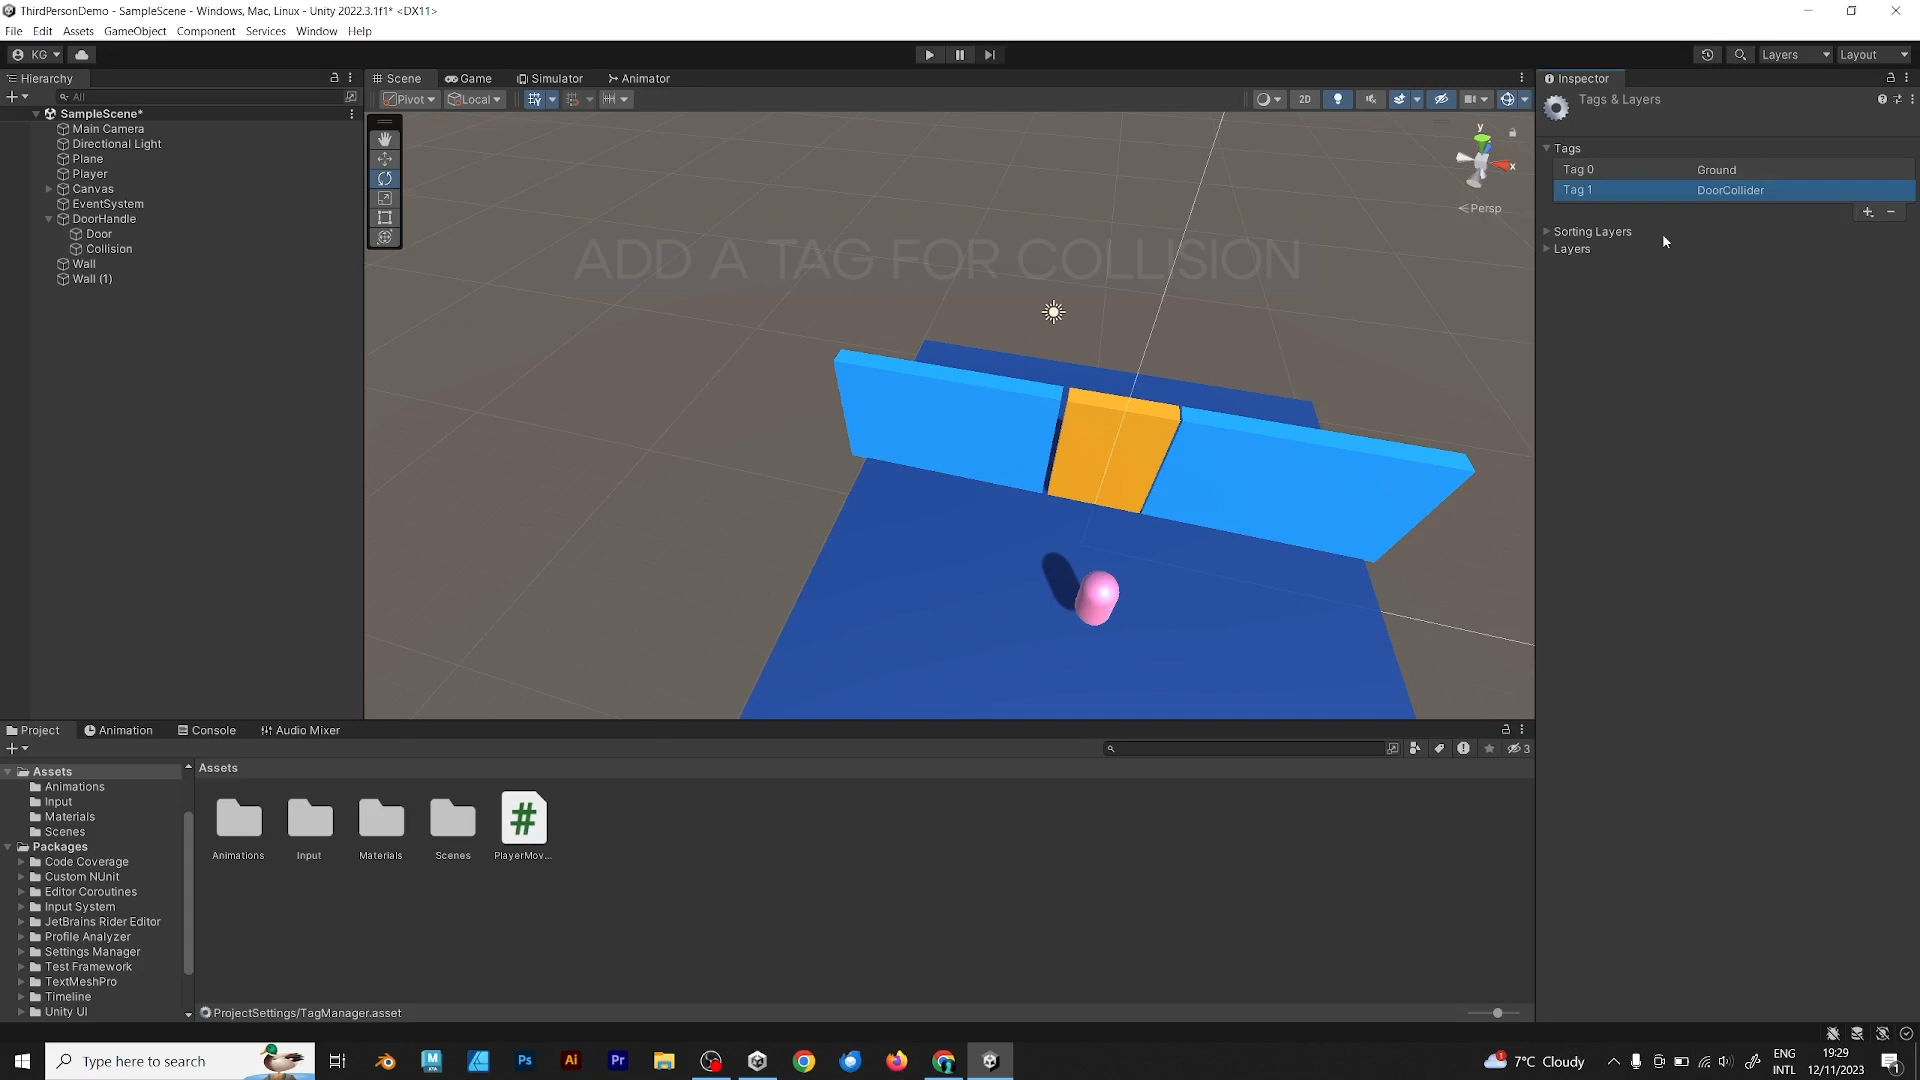 ThirdPersonDemo - SampleScene - Windows, Mac, Linux - Unity 2022.3.1f1* <DX11>
File Edit Assets GameObject Component Services Window Help
KG Layers Layout
Hierarchy
All
SampleScene*
Main Camera
Directional Light
Plane
Player
Canvas
EventSystem
DoorHandle
Door
Collision
Wall
Wall (1)
Scene Game Simulator Animator
Pivot Local 2D
y
x
Persp
ADD A TAG FOR COLLISION
Inspector
Tags & Layers
Tags
Tag 0 Ground
Tag 1 DoorCollider
Sorting Layers
Layers
Project Animation Console Audio Mixer
3
Assets
Animations
Input
Materials
Scenes
Packages
Code Coverage
Custom NUnit
Editor Coroutines
Input System
JetBrains Rider Editor
Profile Analyzer
Settings Manager
Test Framework
TextMeshPro
Timeline
Unity UI
Assets
Animations Input Materials Scenes PlayerMov...
ProjectSettings/TagManager.asset
Type here to search
Ps Ai Pr
7°C Cloudy
ENG
INTL
19:29
12/11/2023